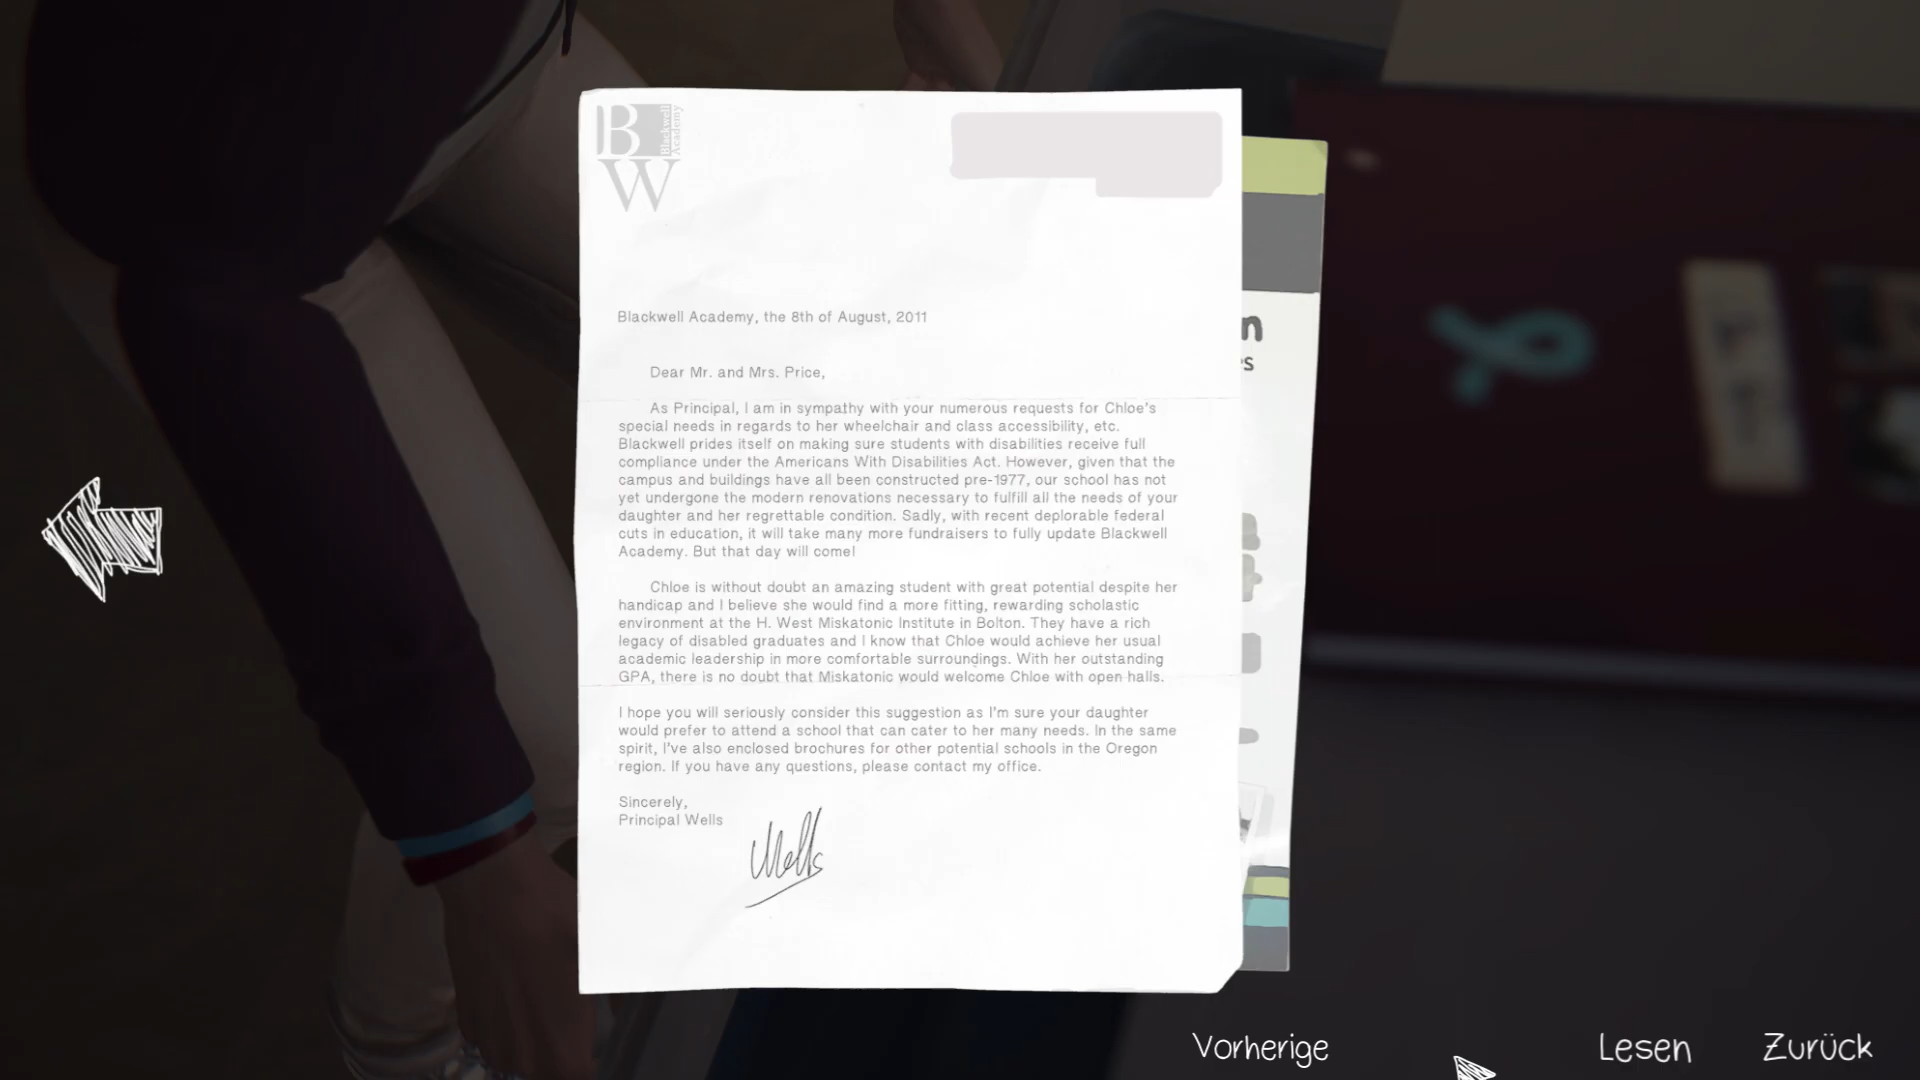 BW
Blackwell
Academy
Blackwell Academy, the 8th of August, 2011
Dear Mr. and Mrs. Price,
As Principal, I am in sympathy with your numerous requests for Chloe's
special needs in regards to her wheelchair and class accessibility, etc.
Blackwell prides itself on making sure students with disabilities receive full
compliance under the Americans With Disabilities Act. However, given that the
campus and buildings have all been constructed pre-1977, our school has not
yet undergone the modern renovations necessary to fulfill all the needs of your
daughter and her regrettable condition. Sadly, with recent deplorable federal
cuts in education, it will take many more fundraisers to fully update Blackwell
Academy. But that day will come!
Chloe is without doubt an amazing student with great potential despite her
handicap and I believe she would find a more fitting, rewarding scholastic
environment at the H. West Miskatonic Institute in Bolton. They have a rich
legacy of disabled graduates and I know that Chloe would achieve her usual
academic leadership in more comfortable surroundings. With her outstanding
GPA, there is no doubt that Miskatonic would welcome Chloe with open halls.
I hope you will seriously consider this suggestion as I'm sure your daughter
would prefer to attend a school that can cater to her many needs. In the same
spirit, I've also enclosed brochures for other potential schools in the Oregon
region. If you have any questions, please contact my office.
Sincerely,
Principal Wells
Wells
Vorherige
Lesen
Zurück